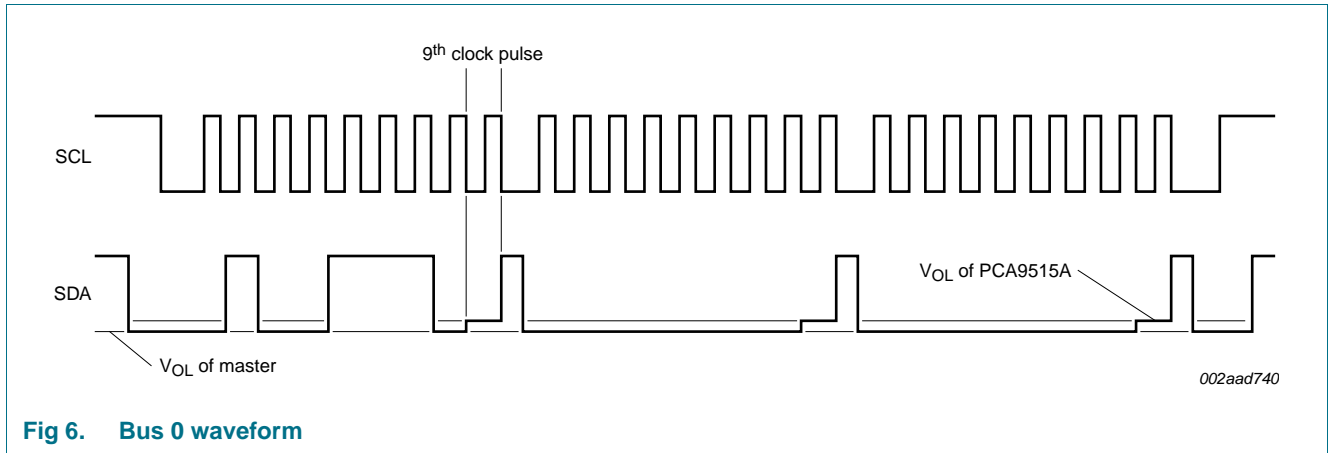 9th clock pulse
SCL
SDA
VOL of PCA9515A
VOL of master
002aad740
Fig 6. Bus 0 waveform